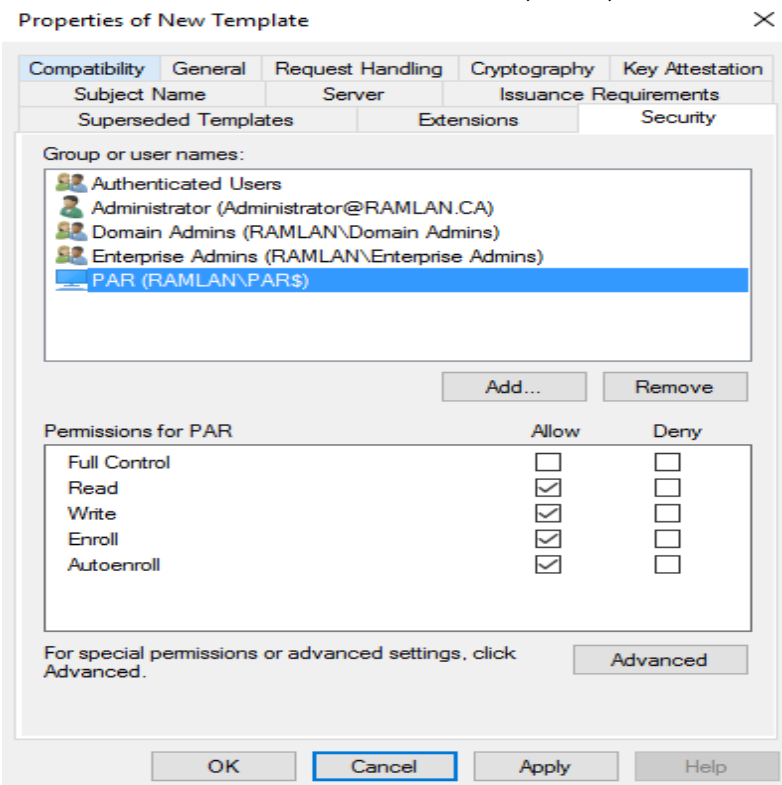 Properties of New Template
Compatibility General Request Handling Cryptography Key Attestation
Subject Name Server Issuance Requirements
Superseded Templates Extensions Security
Group or user names:
Authenticated Users
Administrator (Administrator@RAMLAN.CA)
Domain Admins (RAMLAN\Domain Admins)
Enterprise Admins (RAMLAN\Enterprise Admins)
PAR (RAMLAN\PAR$)
Add... Remove
Permissions for PAR Allow Deny
Full Control
Read
Write
Enroll
Autoenroll
For special permissions or advanced settings, click
Advanced.
Advanced
OK Cancel Apply Help